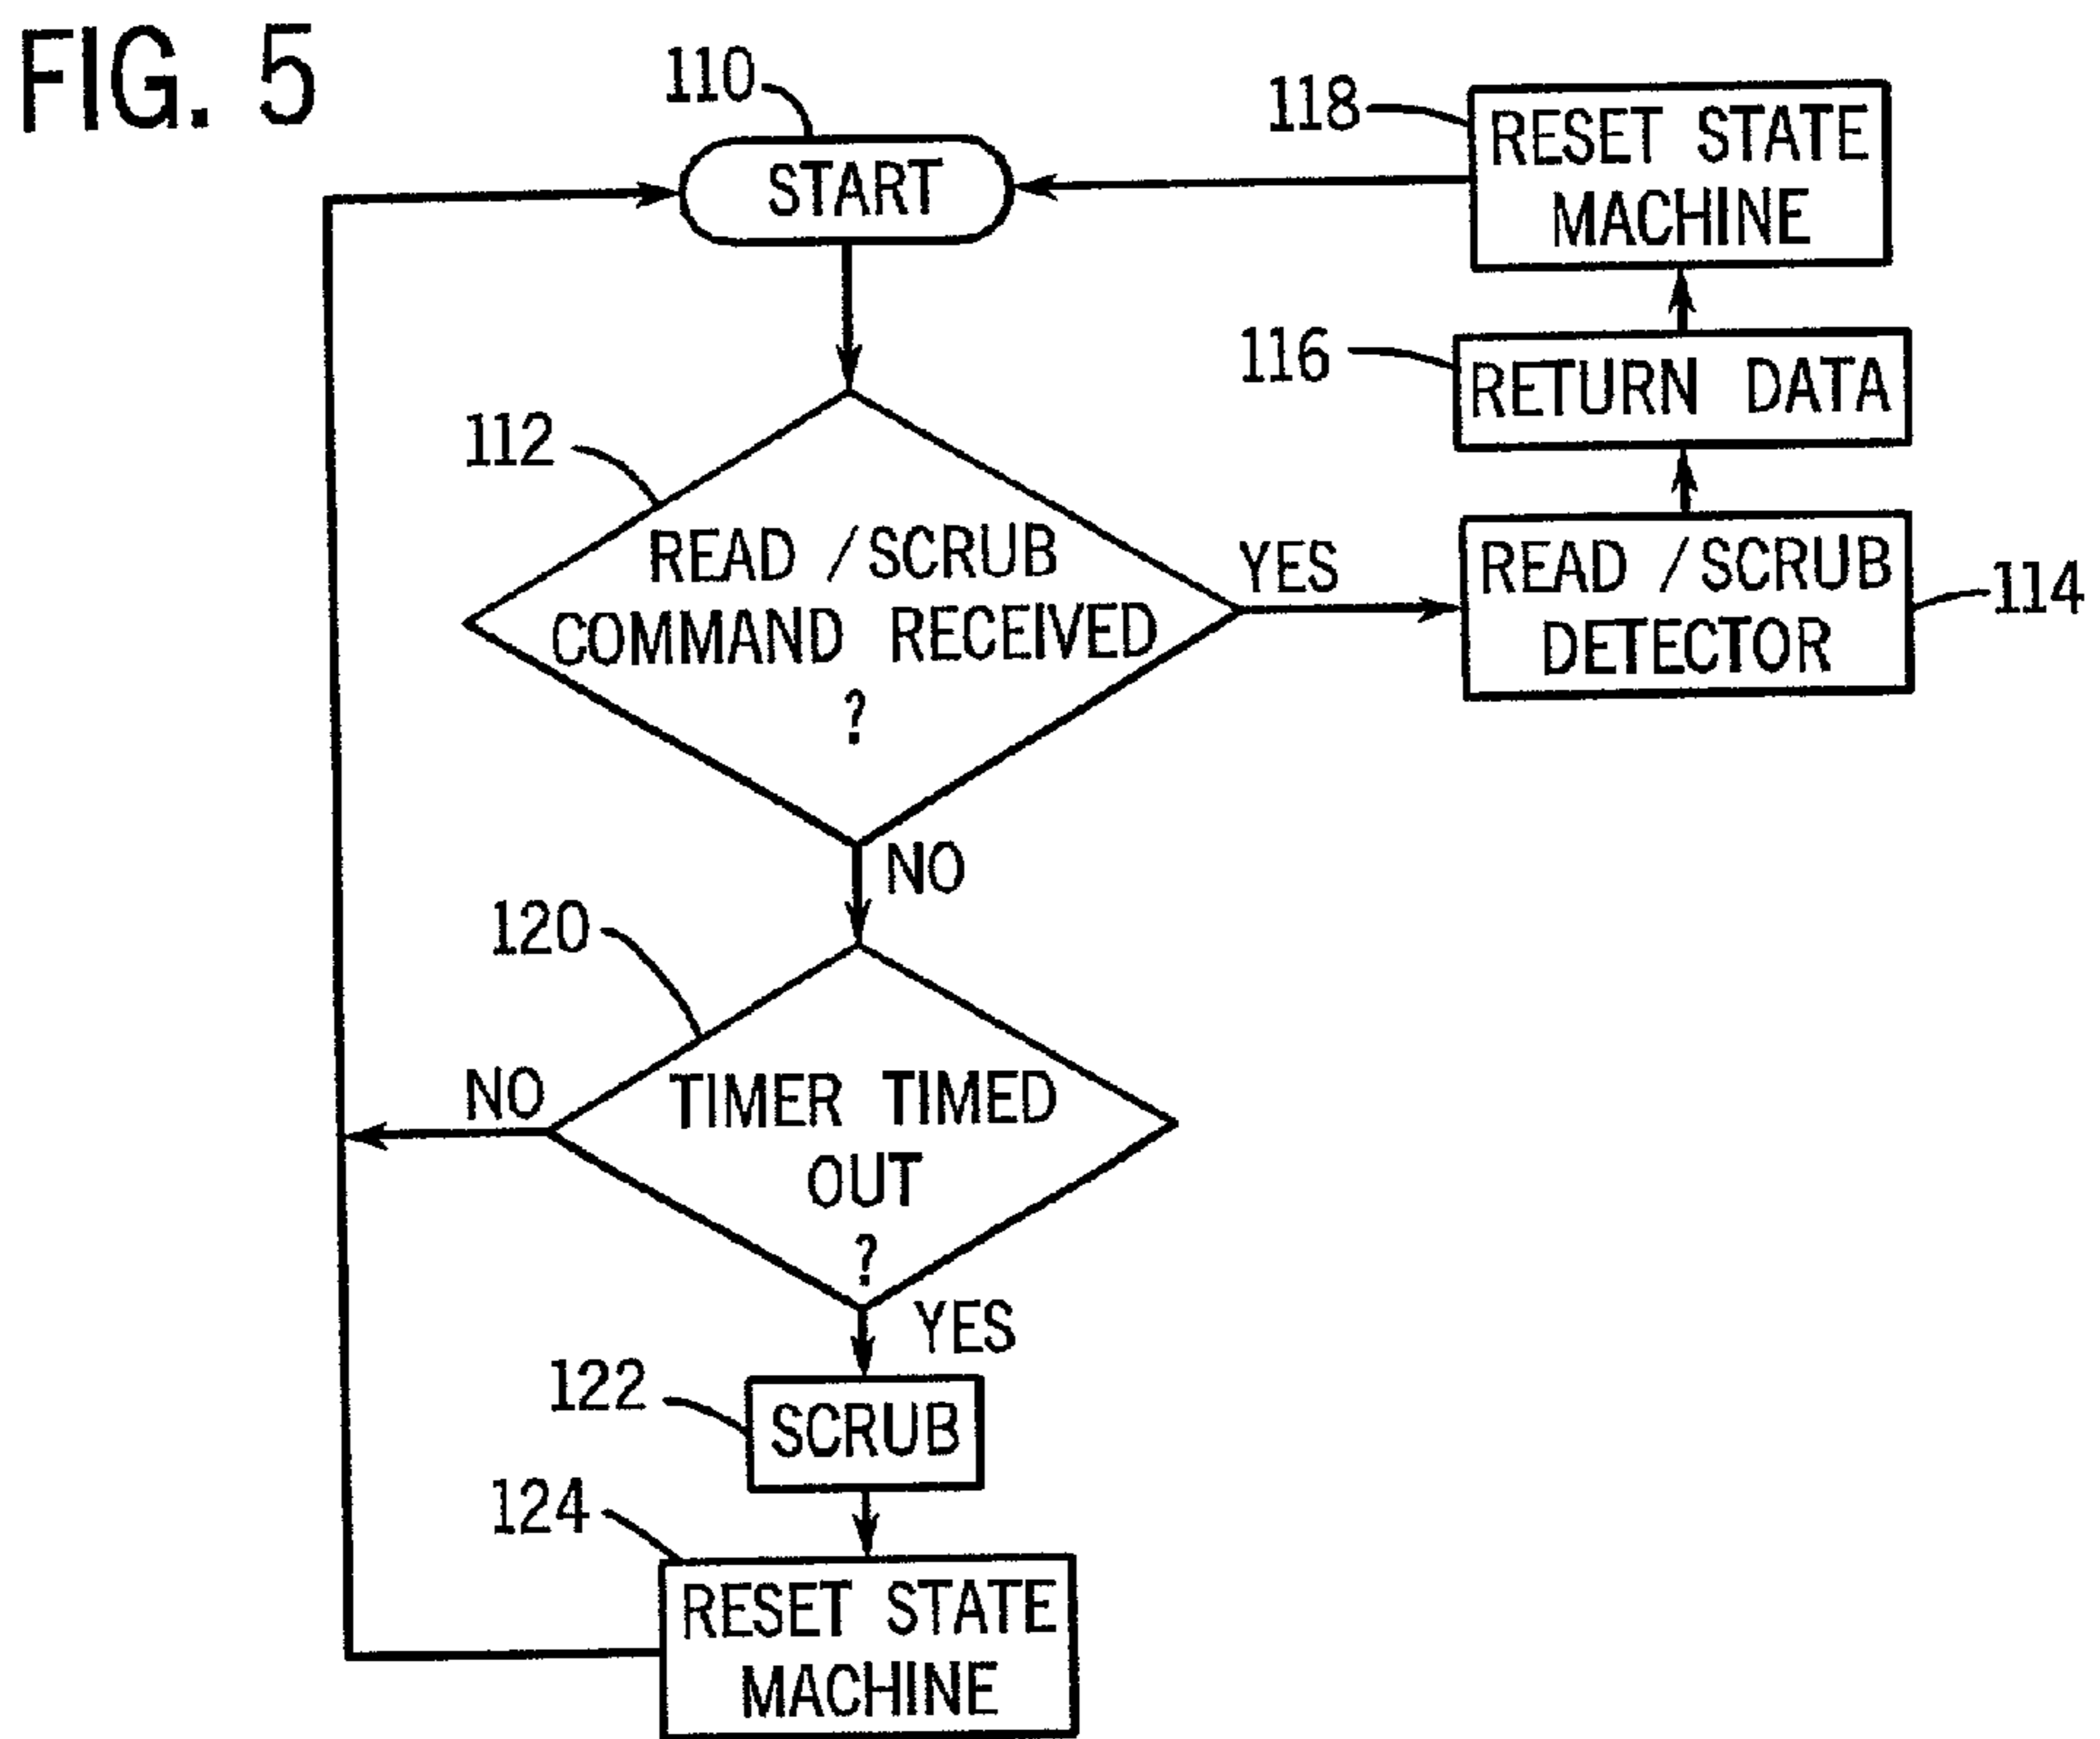 FIG. 5
110
START
118
RESET STATE
MACHINE
116
RETURN DATA
112
READ /SCRUB
COMMAND RECEIVED
?
YES
READ /SCRUB
DETECTOR
114
NO
120
TIMER TIMED
OUT
?
NO
YES
122
SCRUB
124
RESET STATE
MACHINE